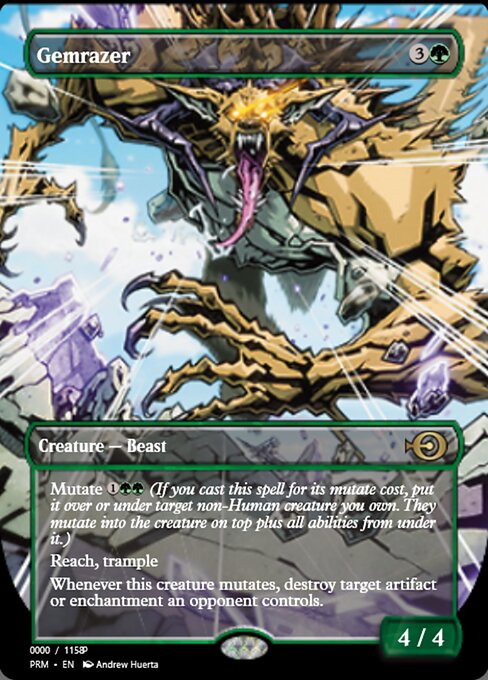 Gemrazer 3
Creature — Beast
Mutate 1 (If you cast this spell for its mutate cost, put
it over or under target non-Human creature you own. They
mutate into the creature on top plus all abilities from under
it.)
Reach, trample
Whenever this creature mutates, destroy target artifact
or enchantment an opponent controls.
4 / 4
0000 / 1158P
PRM • EN Andrew Huerta